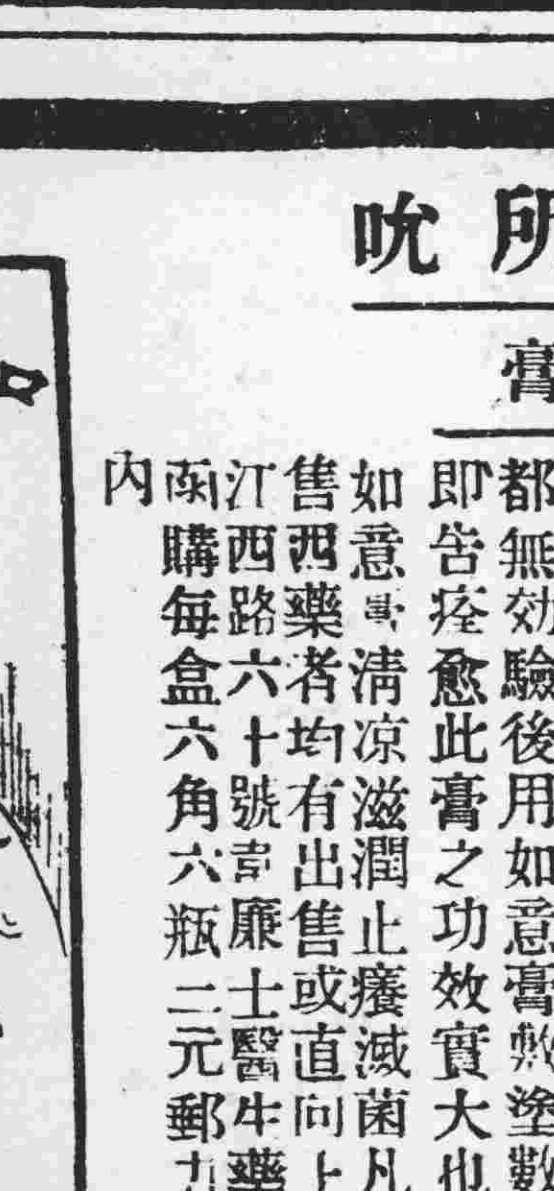 所吮
膏
都無効驗後用如意膏敷塗數
即告痊愈此膏之功效實大也
如意膏清凉滋潤止癢滅菌凡
售西藥者均有出售或直向上
江西路六十號韋廉士醫生藥
函購每盒六角六瓶二元郵力
內